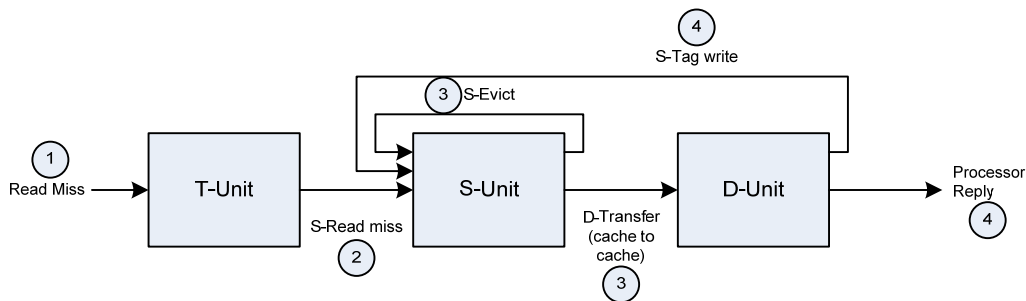 4
S-Tag write
3 S-Evict
1
Read Miss
T-Unit
S-Unit
D-Unit
Processor
Reply
4
S-Read miss
2
D-Transfer
(cache to
cache)
3